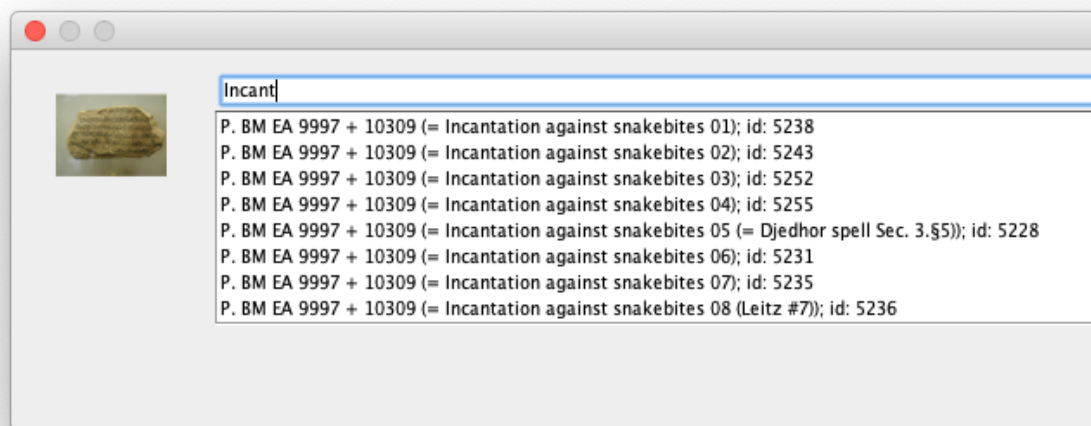 Incant
P. BM EA 9997 + 10309 (= Incantation against snakebites 01); id: 5238
P. BM EA 9997 + 10309 (= Incantation against snakebites 02); id: 5243
P. BM EA 9997 + 10309 (= Incantation against snakebites 03); id: 5252
P. BM EA 9997 + 10309 (= Incantation against snakebites 04); id: 5255
P. BM EA 9997 + 10309 (= Incantation against snakebites 05 (= Djedhor spell Sec. 3.§5)); id: 5228
P. BM EA 9997 + 10309 (= Incantation against snakebites 06); id: 5231
P. BM EA 9997 + 10309 (= Incantation against snakebites 07); id: 5235
P. BM EA 9997 + 10309 (= Incantation against snakebites 08 (Leitz #7)); id: 5236